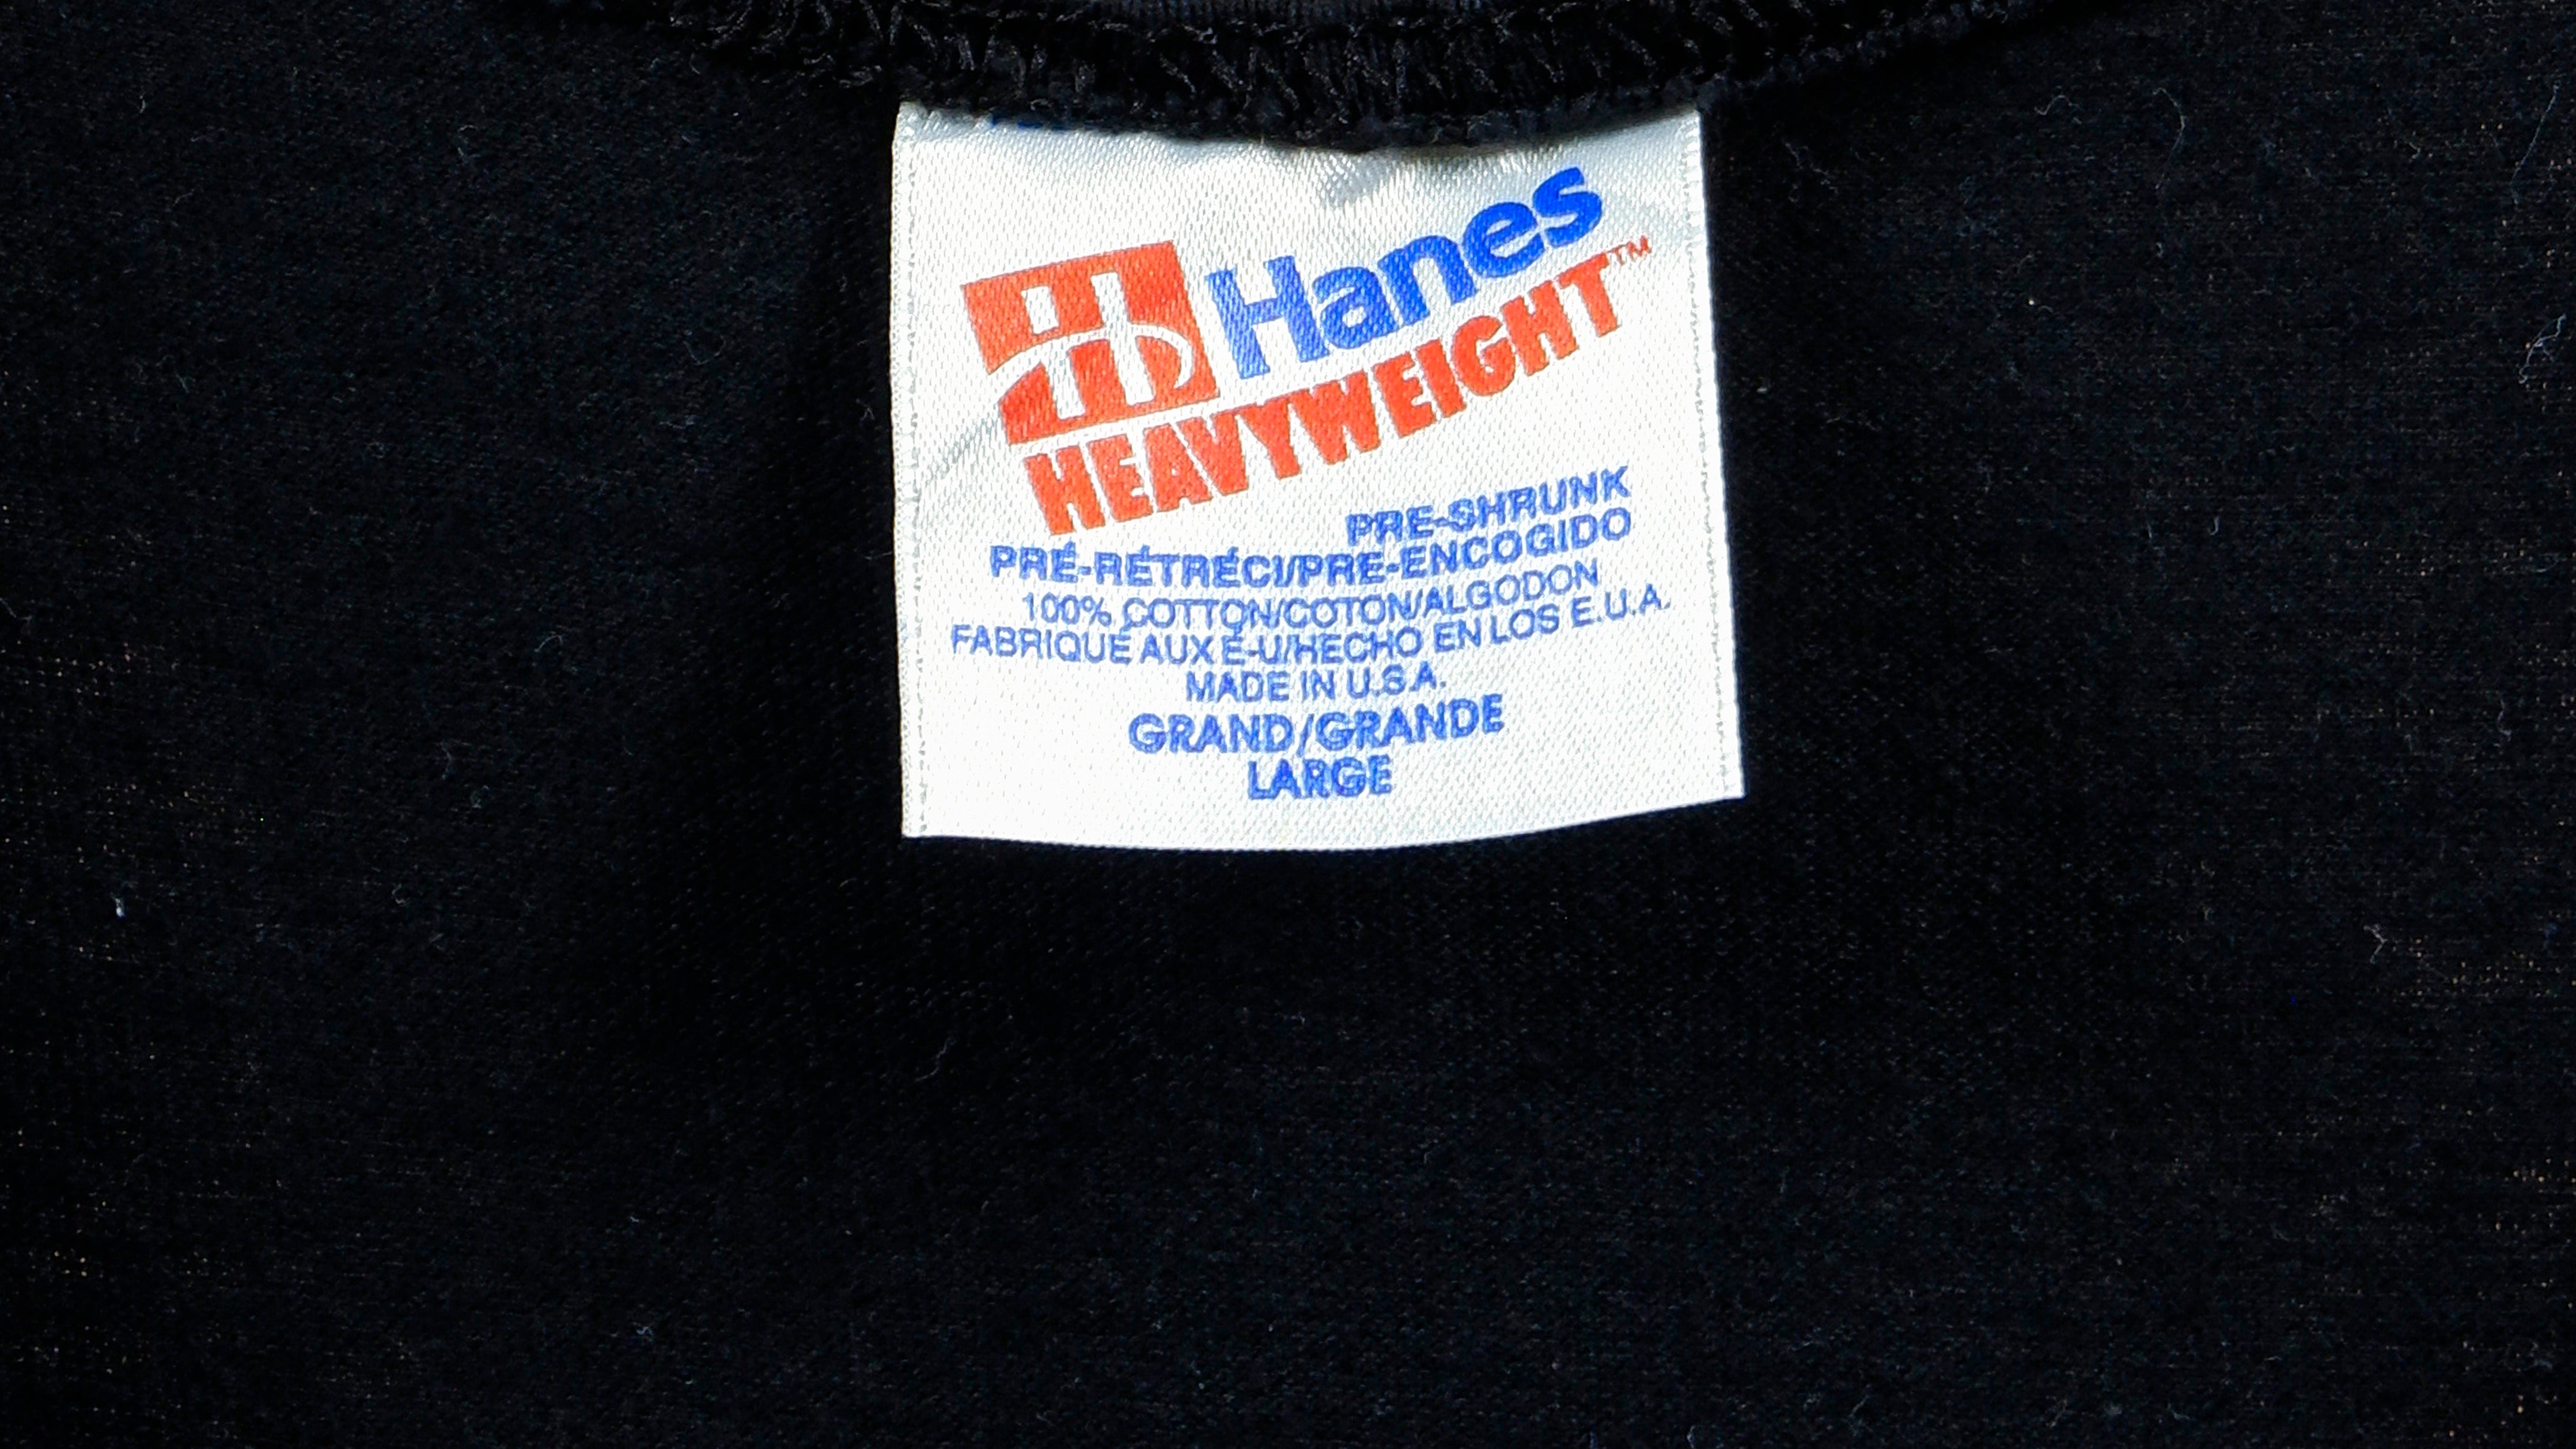 Hanes
HEAVYWEIGHT™
PRE-SHRUNK
PRÉ-RÉTRÉCI/PRE-ENCOGIDO
100% COTTON/COTON/ALGODON
FABRIQUÉ AUX É-U/HECHO EN LOS E.U.A.
MADE IN U.S.A.
GRAND/GRANDE
LARGE